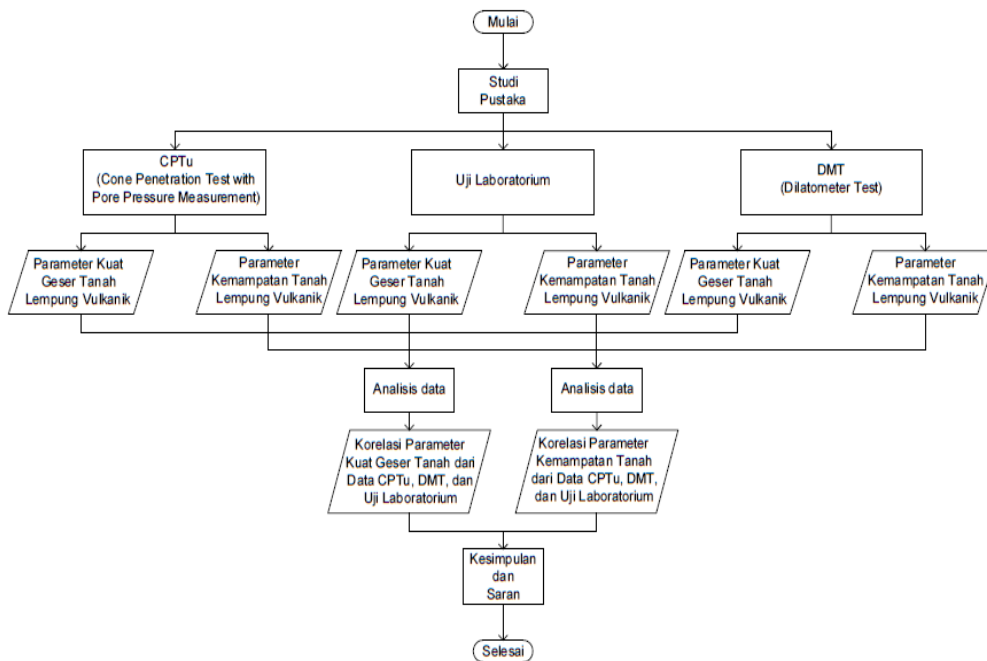 Mulai
Studi
Pustaka
CPTu
(Cone Penetration Test with
Pore Pressure Measurement)
Uji Laboratorium
DMT
(Dilatometer Test)
Parameter Kuat
Geser Tanah
Lempung Vulkanik
Parameter
Kemampatan Tanah
Lempung Vulkanik
Parameter Kuat
Geser Tanah
Lempung Vulkanik
Parameter
Kemampatan Tanah
Lempung Vulkanik
Parameter Kuat
Geser Tanah
Lempung Vulkanik
Parameter
Kemampatan Tanah
Lempung Vulkanik
Analisis data
Analisis data
Korelasi Parameter
Kuat Geser Tanah dari
Data CPTu, DMT, dan
Uji Laboratorium
Korelasi Parameter
Kemampatan Tanah
dari Data CPTu, DMT,
dan Uji Laboratorium
Kesimpulan
dan
Saran
Selesai